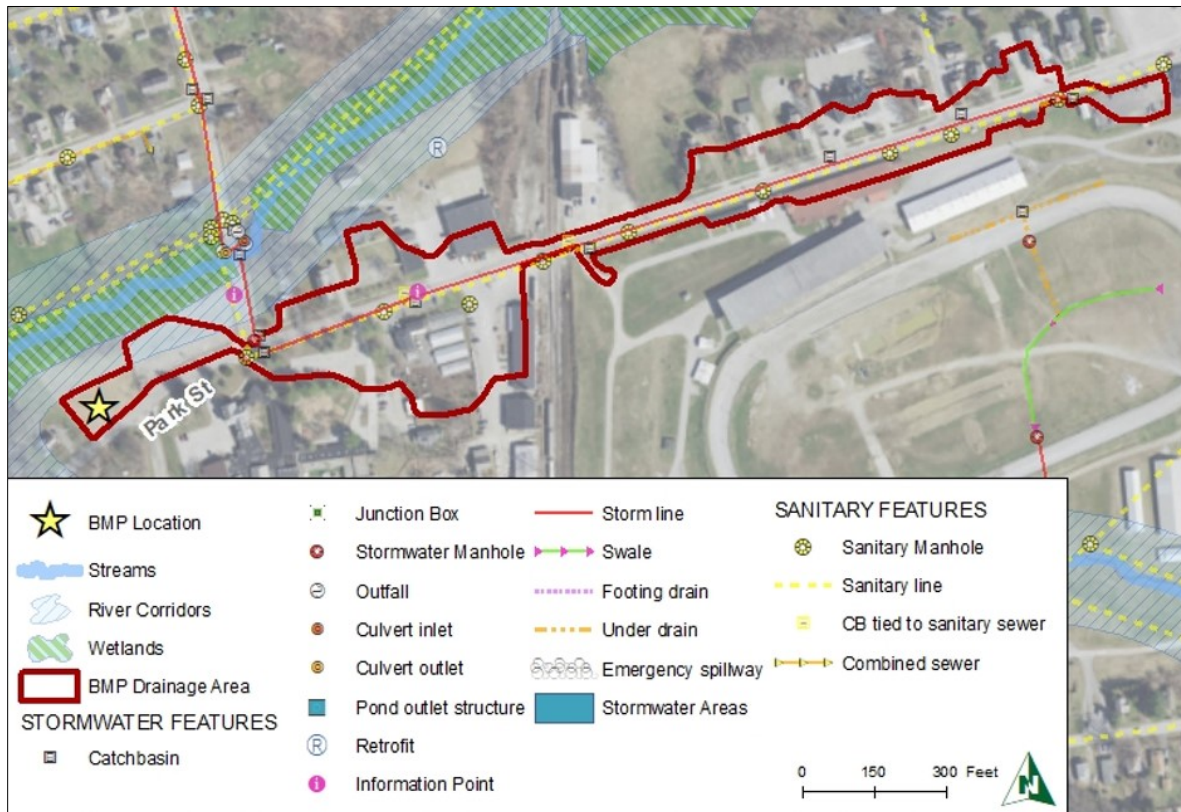 R
i
i
Park St
BMP Location
Streams
River Corridors
Wetlands
BMP Drainage Area
STORMWATER FEATURES
Catchbasin
Junction Box
Stormwater Manhole
Outfall
Culvert inlet
Culvert outlet
Pond outlet structure
R Retrofit
i Information Point
Storm line
Swale
Footing drain
Under drain
Emergency spillway
Stormwater Areas
SANITARY FEATURES
Sanitary Manhole
Sanitary line
CB tied to sanitary sewer
Combined sewer
0 150 300 Feet
N